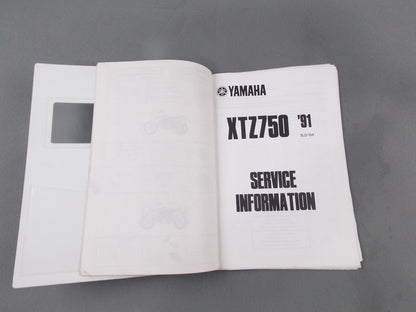 YAMAHA
XTZ750 '91
SERVICE
INFORMATION